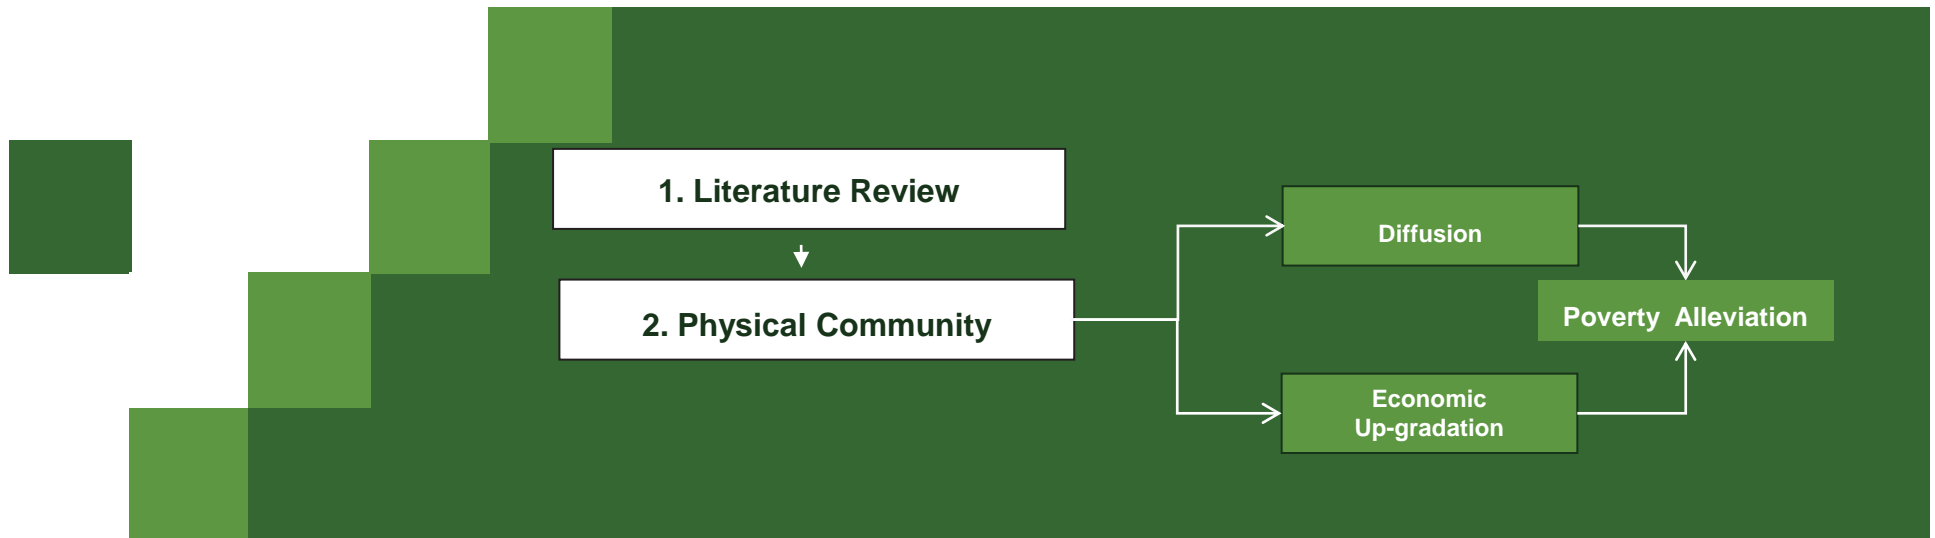 1. Literature Review
2. Physical Community
Diffusion
Poverty Alleviation
Economic
Up-gradation